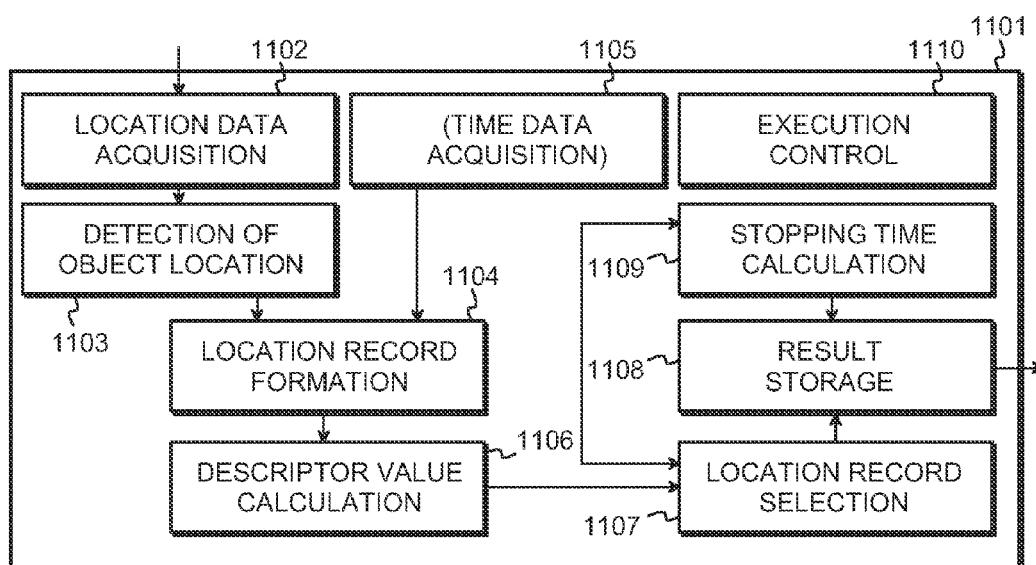 1101
1102
1105
1110
LOCATION DATA
ACQUISITION
(TIME DATA
ACQUISITION)
EXECUTION
CONTROL
DETECTION OF
OBJECT LOCATION
STOPPING TIME
CALCULATION
1109
1104
1103
LOCATION RECORD
FORMATION
1108
RESULT
STORAGE
1106
DESCRIPTOR VALUE
CALCULATION
LOCATION RECORD
SELECTION
1107